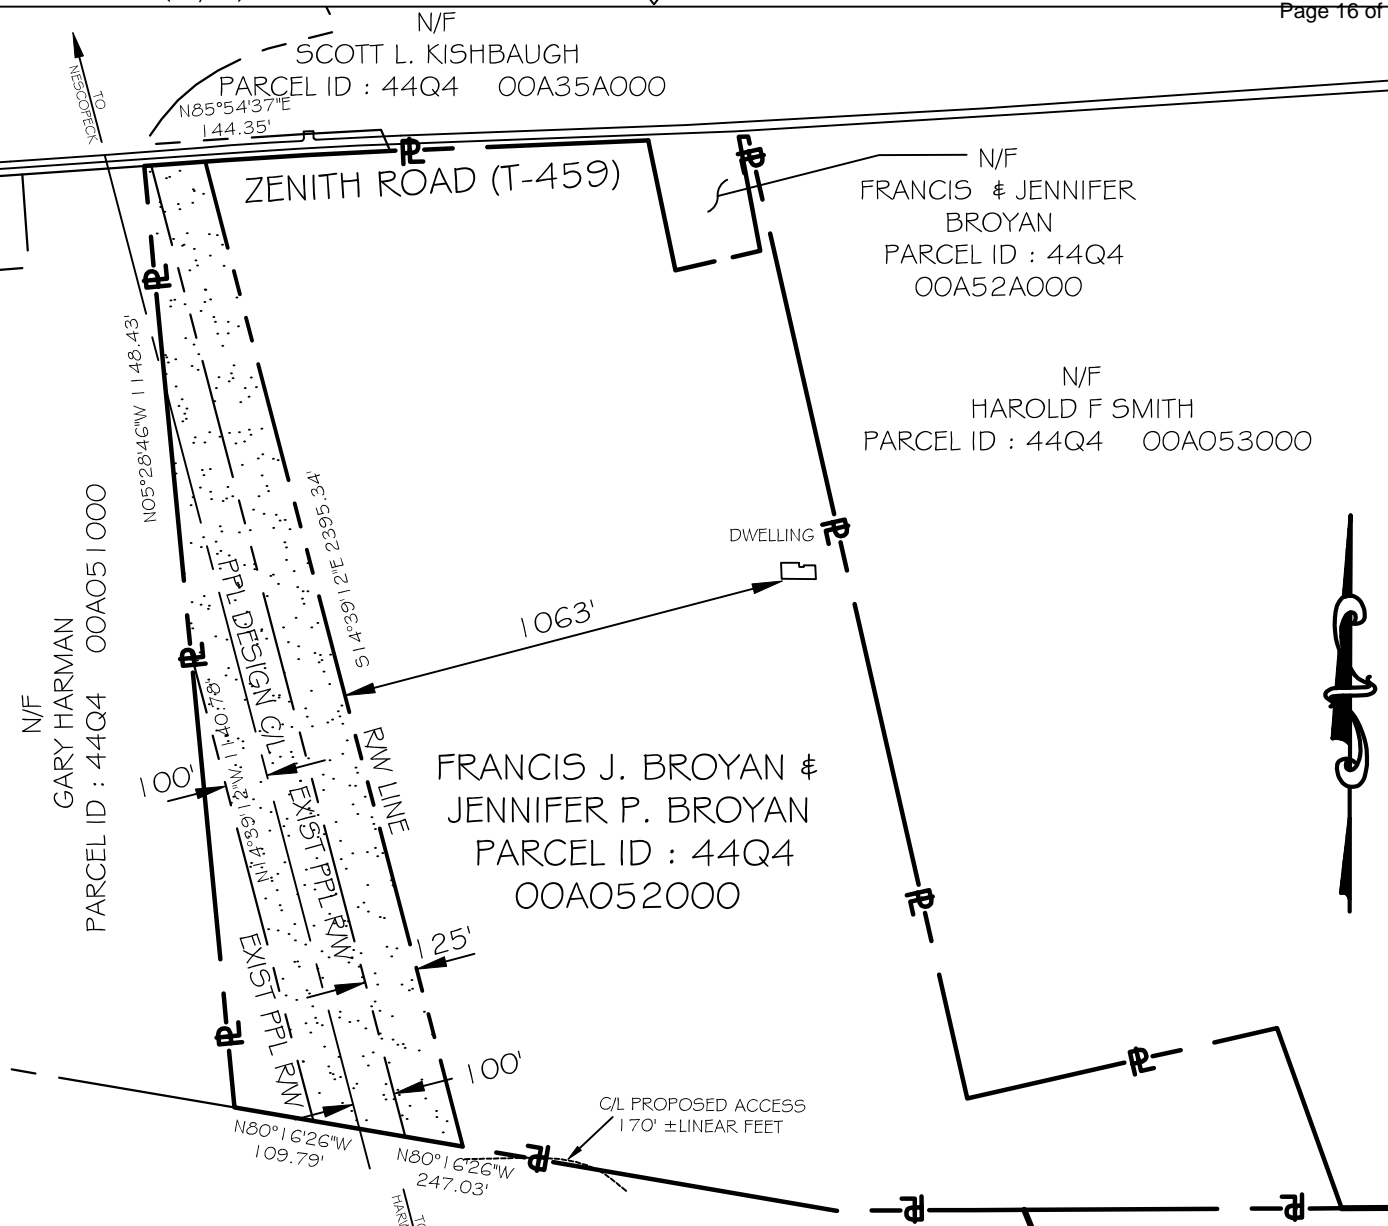 Page 16 of
N/F
SCOTT L. KISHBAUGH
PARCEL ID : 44Q4 00A35A000
TO
NESCOPECK
N85°54'37"E
144.35'
ZENITH ROAD (T-459)
N/F
FRANCIS & JENNIFER
BROYAN
PARCEL ID : 44Q4
00A52A000
N/F
HAROLD F SMITH
PARCEL ID : 44Q4 00A053000
N05°28'46"W 1148.43'
S14°39'12"E 2395.34'
DWELLING
1063'
N/F
GARY HARMAN
PARCEL ID : 44Q4 00A051000
PPL DESIGN C/L
N14°39'12"W 1140.78'
100'
R/W LINE
EXIST PPL R/W
FRANCIS J. BROYAN &
JENNIFER P. BROYAN
PARCEL ID : 44Q4
00A052000
125'
EXIST PPL R/W
100'
C/L PROPOSED ACCESS
170' ±LINEAR FEET
N80°16'26"W
109.79'
N80°16'26"W
247.03'
TO